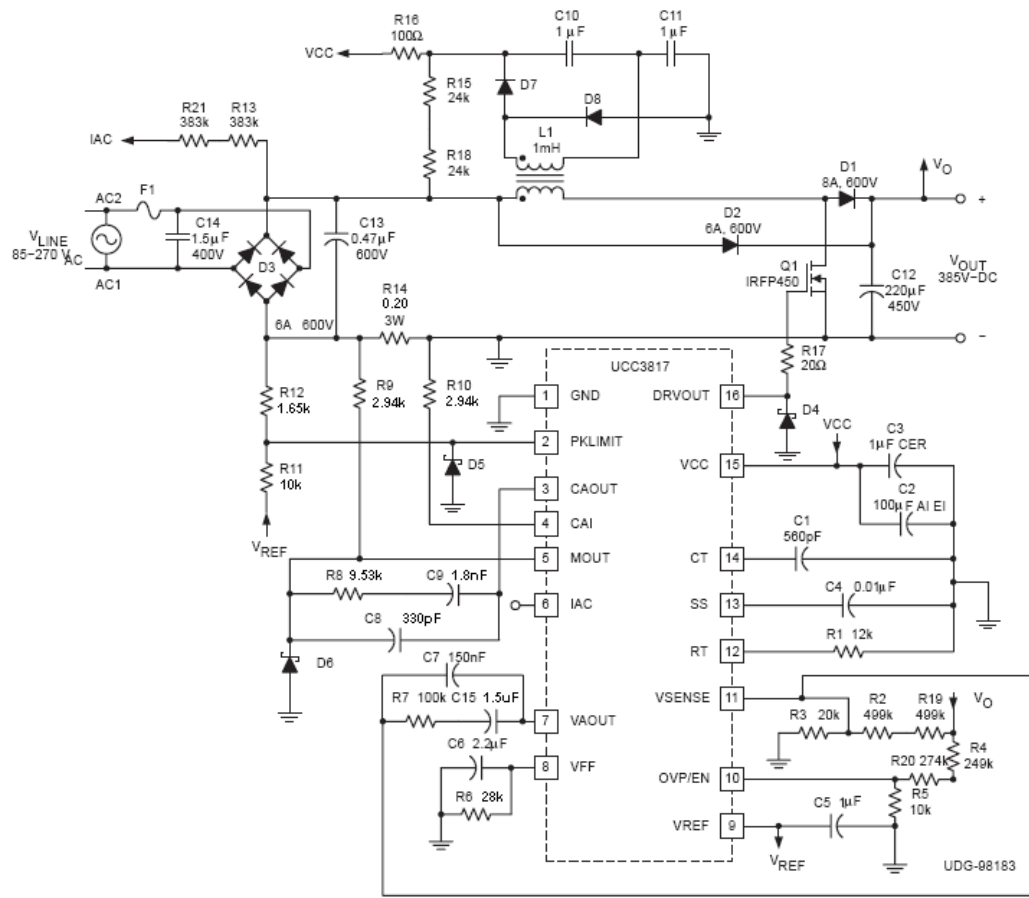 R16
100Ω
C10
1μF
C11
1μF
VCC
D7
R15
24k
D8
R21
383k
R13
383k
L1
1mH
IAC
R18
24k
D1
8A, 600V
VO
AC2
F1
+
D2
6A, 600V
C14
1.5μF
400V
C13
0.47μF
600V
VLINE
85–270 V
AC
D3
Q1
IRFP450
C12
220μF
450V
VOUT
385V–DC
AC1
R14
0.20
3W
6A 600V
–
UCC3817
R17
20Ω
R12
1.65k
R9
2.94k
R10
2.94k
1
GND
DRVOUT
16
D4
VCC
C3
1μF CER
2
PKLIMIT
D5
R11
10k
VCC
15
C2
100μF AI EI
3
CAOUT
4
CAI
VREF
C1
560pF
5
MOUT
CT
14
R8 9.53k
C9 1.8nF
6
IAC
SS
13
C4 0.01μF
C8 330pF
R1 12k
RT
12
D6
C7 150nF
VSENSE
11
R7 100k
C15 1.5uF
R3 20k
R2
499k
R19
499k
VO
7
VAOUT
C6 2.2μF
R4
249k
8
VFF
OVP/EN
10
R20 274k
R6 28k
R5
10k
C5 1μF
VREF
9
VREF
UDG-98183